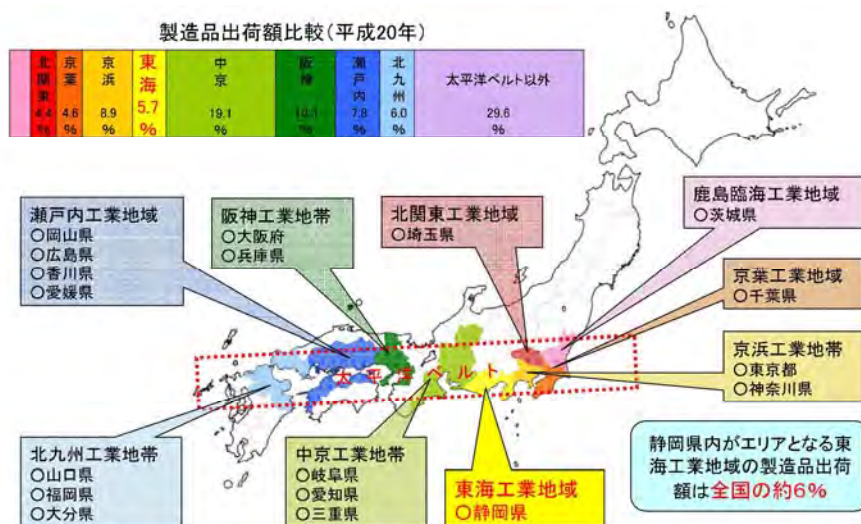 製造品出荷額比較(平成20年)
北関東
4.4
%
京葉
4.6
%
京浜
8.9
%
東海
5.7
%
中京
19.1
%
阪神
%
瀬戸内
7.8
%
北九州
6.0
%
太平洋ベルト以外
29.6
%
瀬戸内工業地域
○岡山県
○広島県
○香川県
○愛媛県
阪神工業地帯
○大阪府
○兵庫県
北関東工業地域
○埼玉県
鹿島臨海工業地域
○茨城県
京葉工業地域
○千葉県
京浜工業地帯
○東京都
○神奈川県
太平洋ベルト
北九州工業地帯
○山口県
○福岡県
○大分県
中京工業地帯
○岐阜県
○愛知県
○三重県
東海工業地域
○静岡県
静岡県内がエリアとなる東
海工業地域の製造品出荷
額は全国の約6%